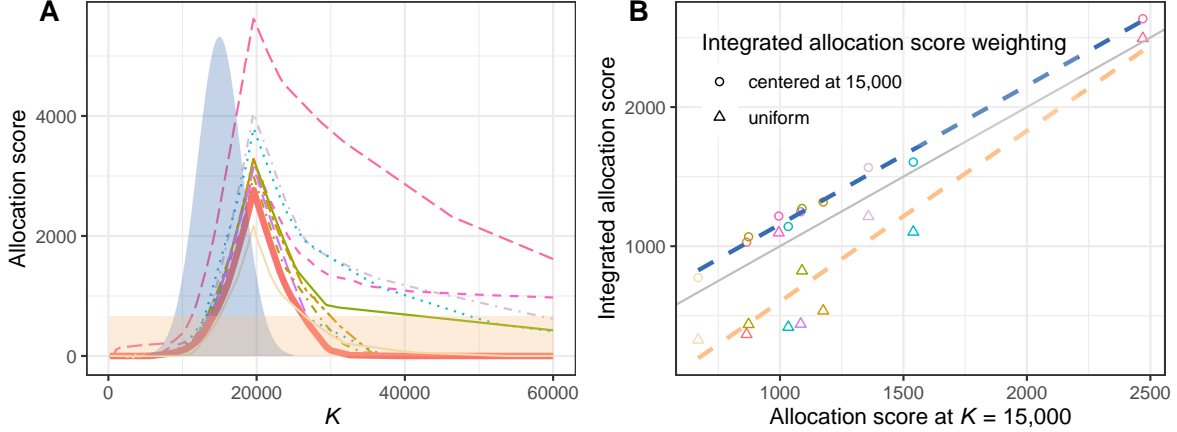 A
Allocation score
4000
2000
0
0
20000
40000
60000
K
B
Integrated allocation score
2000
1000
Integrated allocation score weighting
centered at 15,000
uniform
1000
1500
2000
2500
Allocation score at K = 15,000